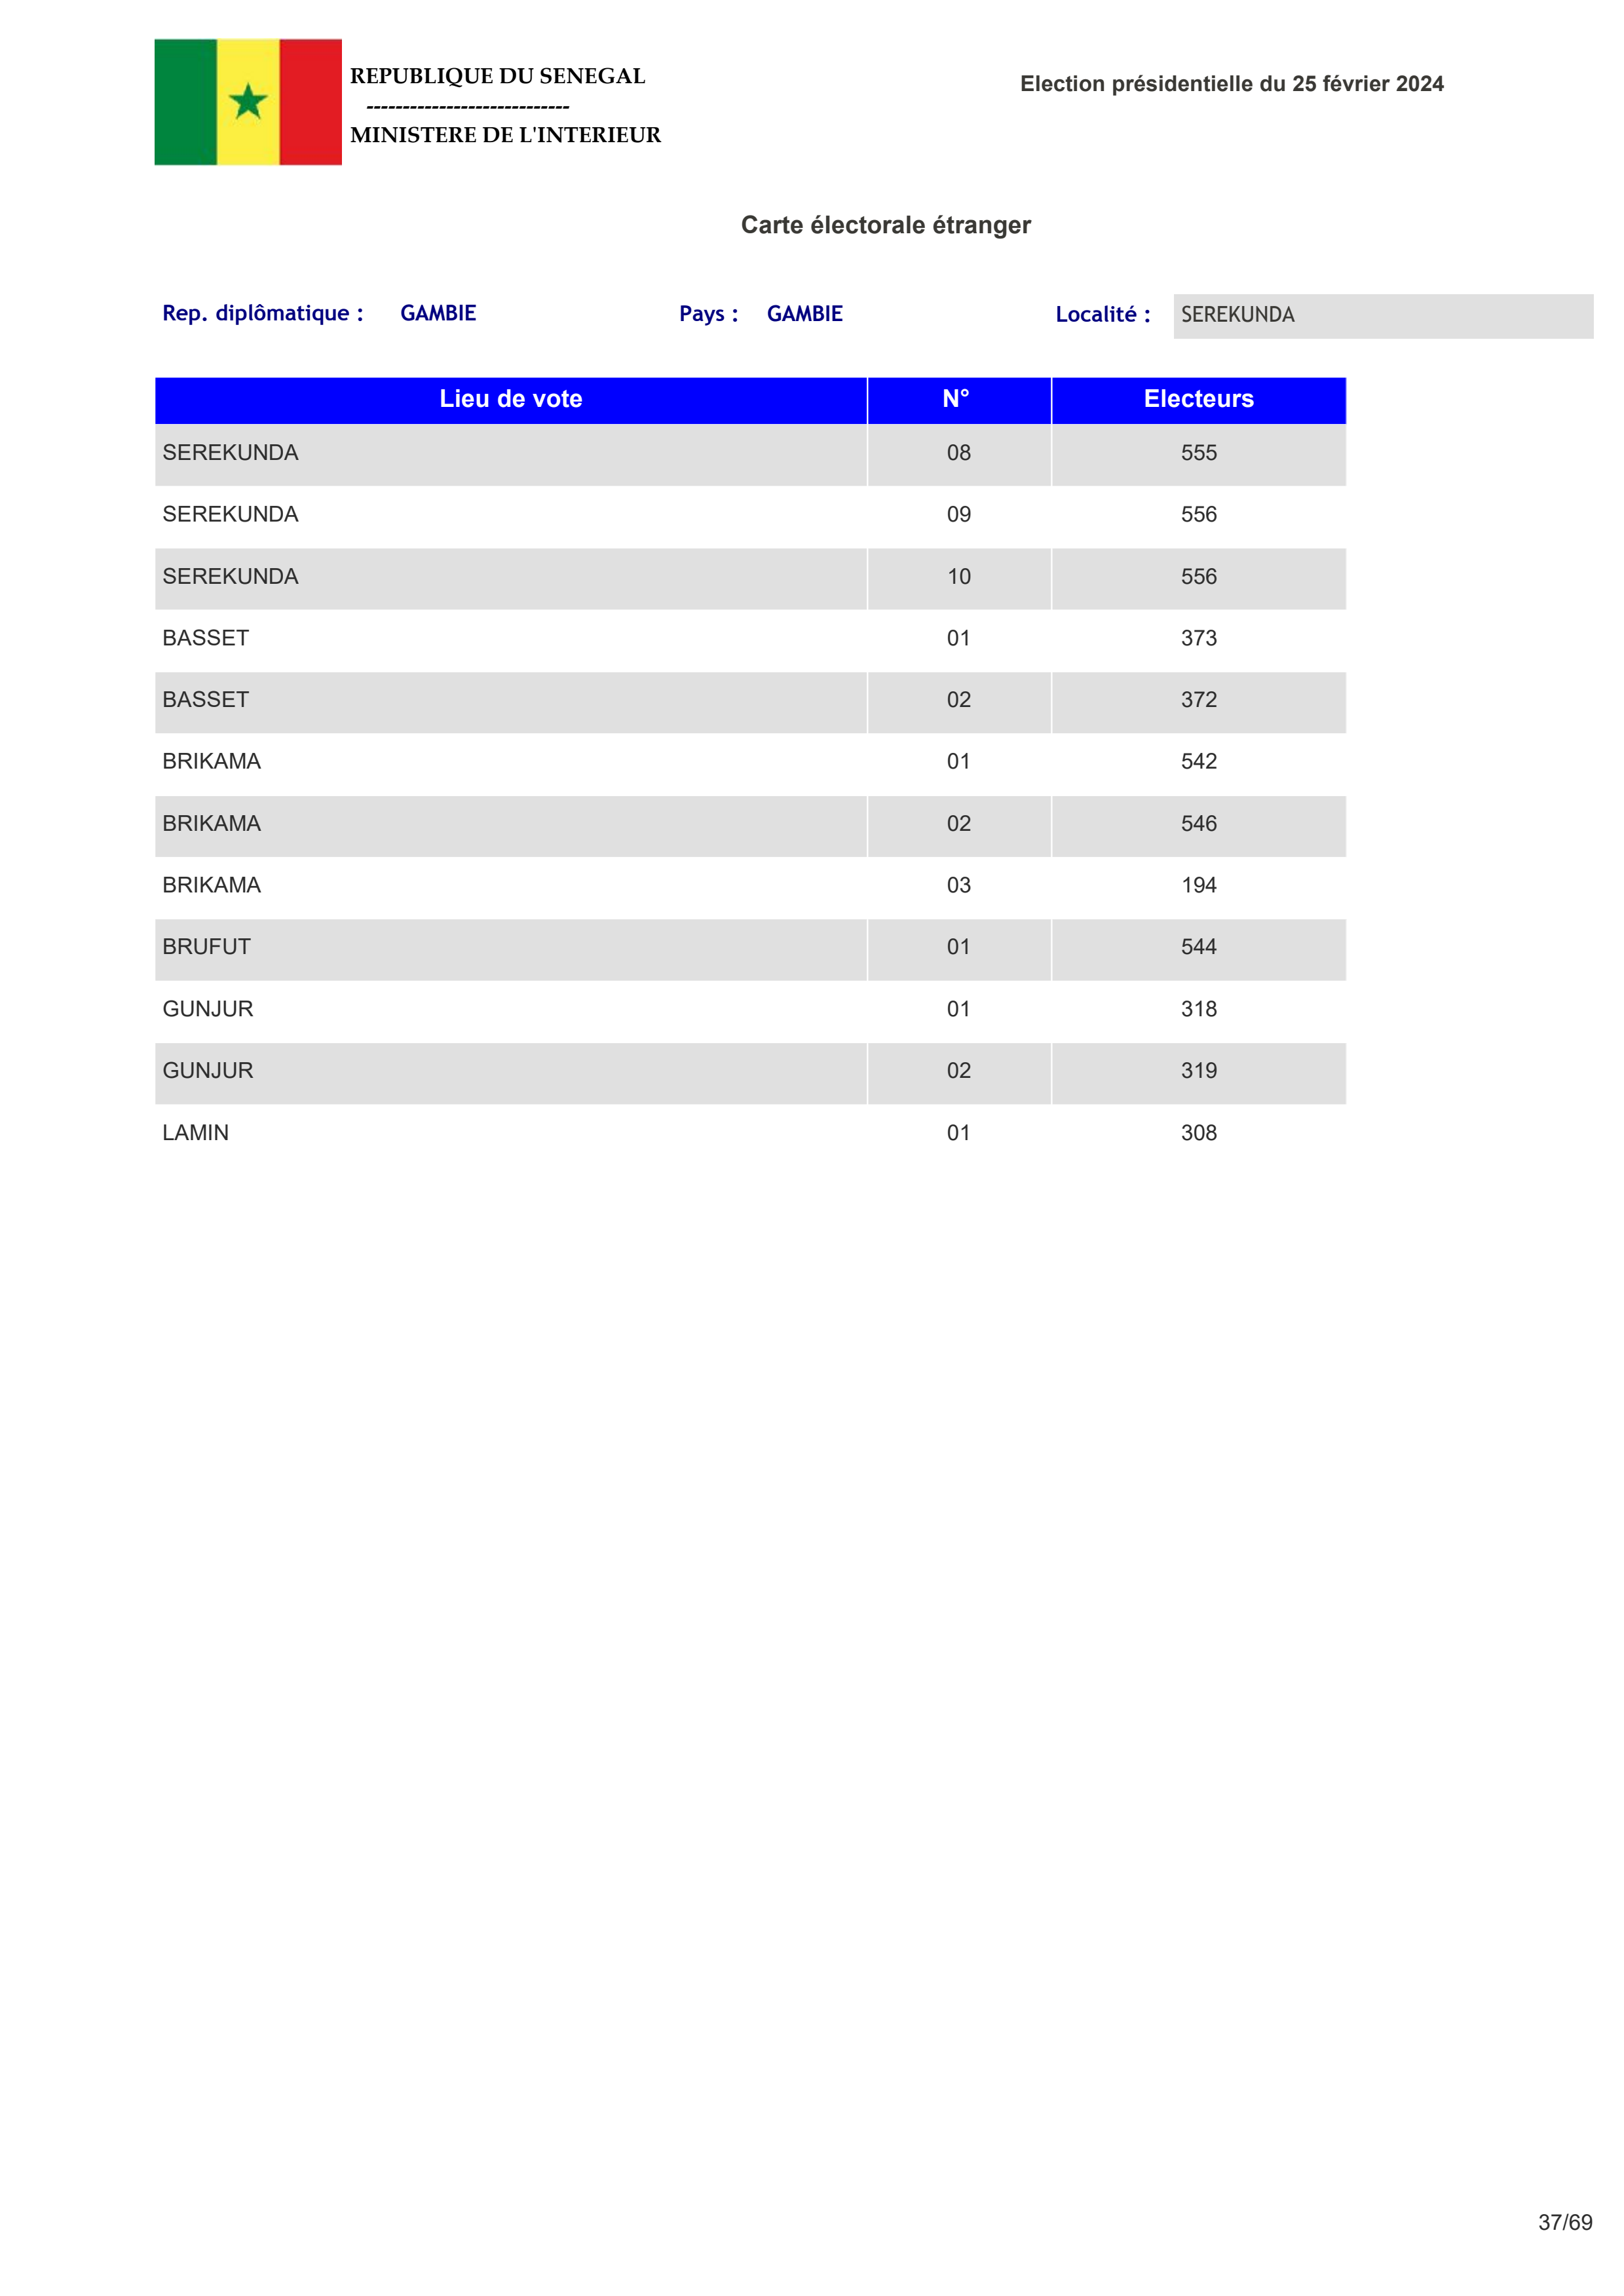 REPUBLIQUE DU SENEGAL
----------------------------
MINISTERE DE L'INTERIEUR
Election présidentielle du 25 février 2024
Carte électorale étranger
Rep. diplômatique : GAMBIE Pays : GAMBIE Localité : SEREKUNDA
Lieu de vote N° Electeurs
SEREKUNDA 08 555
SEREKUNDA 09 556
SEREKUNDA 10 556
BASSET 01 373
BASSET 02 372
BRIKAMA 01 542
BRIKAMA 02 546
BRIKAMA 03 194
BRUFUT 01 544
GUNJUR 01 318
GUNJUR 02 319
LAMIN 01 308
37/69